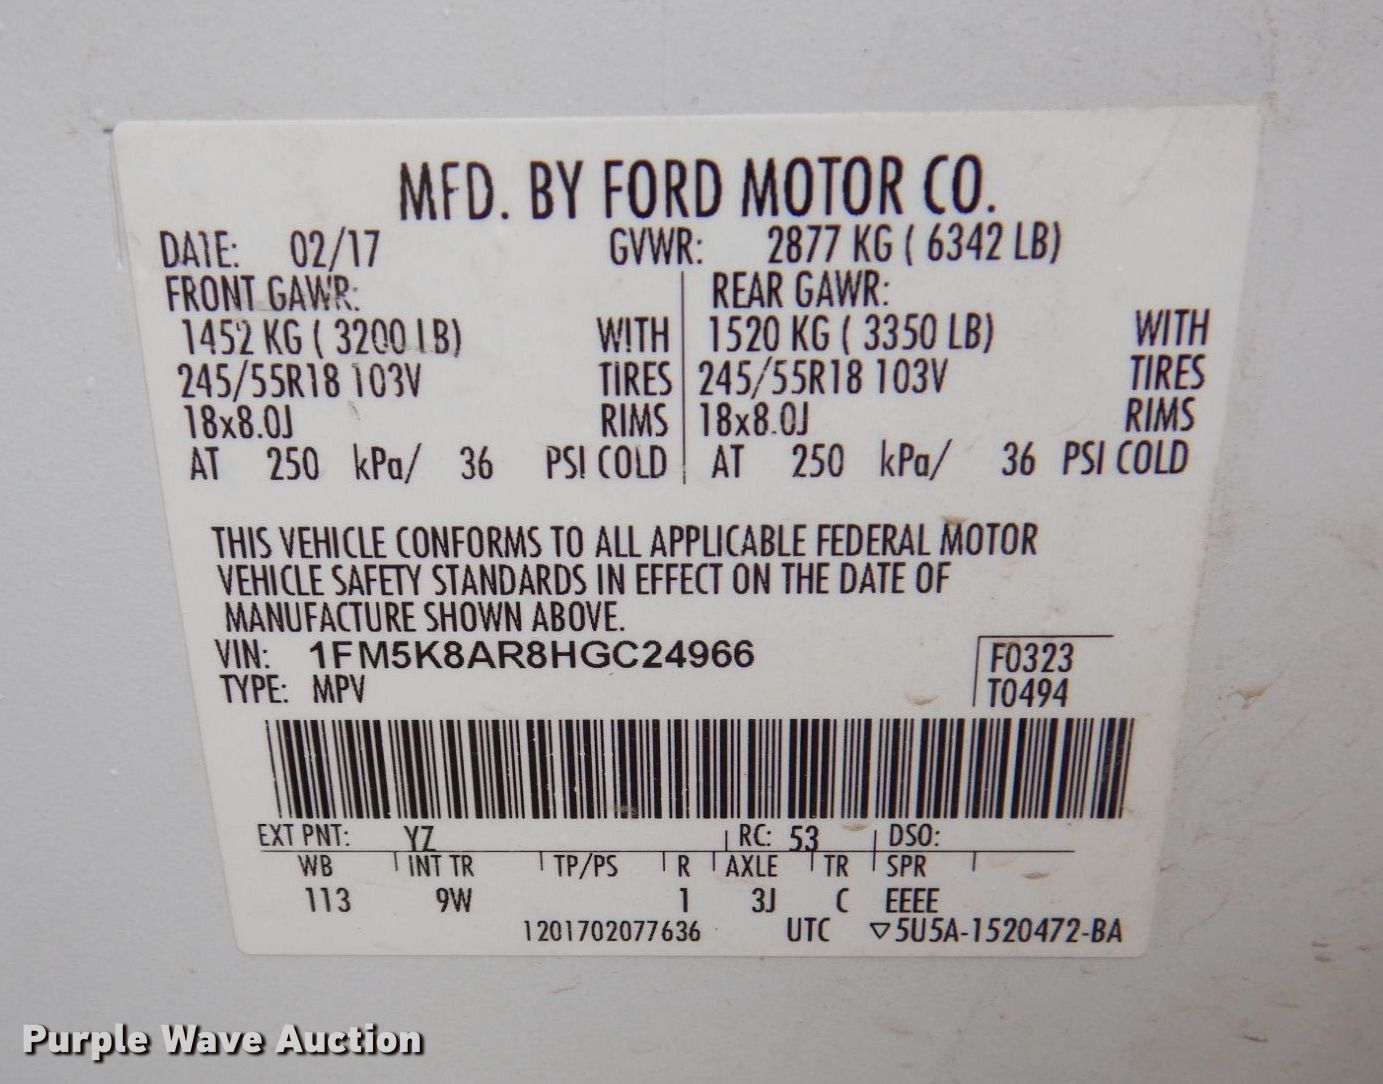 MFD. BY FORD MOTOR CO.
DATE: 02/17 GVWR: 2877 KG ( 6342 LB)
FRONT GAWR: REAR GAWR:
1452 KG ( 3200 LB) WITH 1520 KG ( 3350 LB) WITH
245/55R18 103V TIRES 245/55R18 103V TIRES
18x8.0J RIMS 18x8.0J RIMS
AT 250 kPa/ 36 PSI COLD AT 250 kPa/ 36 PSI COLD
THIS VEHICLE CONFORMS TO ALL APPLICABLE FEDERAL MOTOR
VEHICLE SAFETY STANDARDS IN EFFECT ON THE DATE OF
MANUFACTURE SHOWN ABOVE.
VIN: 1FM5K8AR8HGC24966 F0323
TYPE: MPV T0494
EXT PNT: YZ RC: 53 DSO:
WB INT TR TP/PS R AXLE TR SPR
113 9W 1 3J C EEEE
1201702077636 UTC ▽5U5A-1520472-BA
Purple Wave Auction